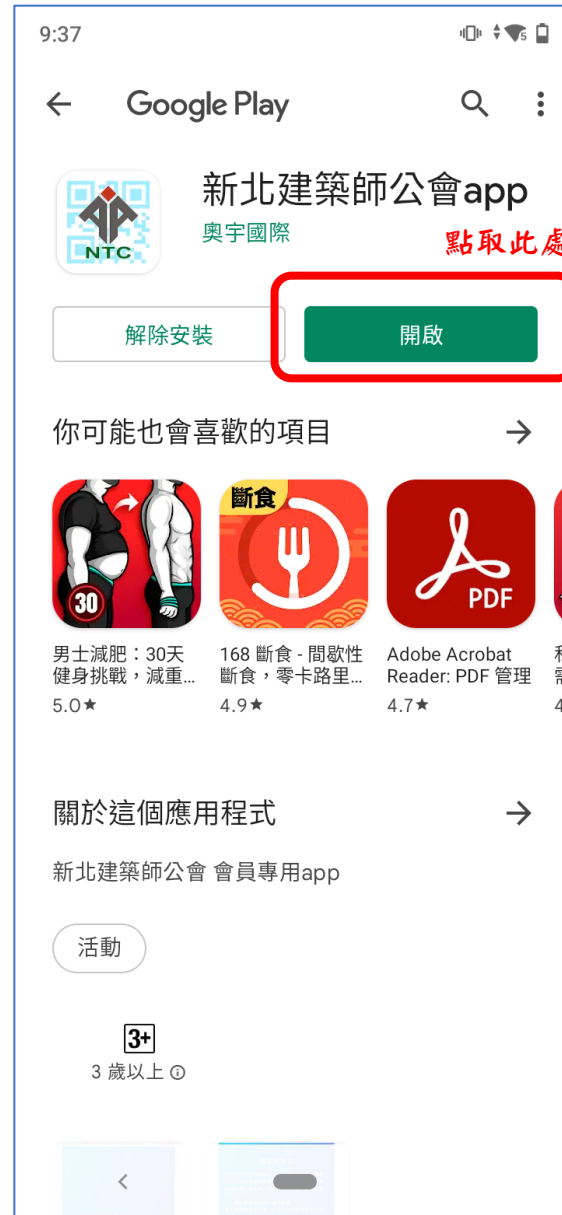 9:37
Google Play
新北建築師公會app
奧宇國際
NTC
點取此處
解除安裝
開啟
你可能也會喜歡的項目
30
斷食
PDF
男士減肥：30天
健身挑戰，減重...
5.0★
168 斷食 - 間歇性
斷食，零卡路里...
4.9★
Adobe Acrobat
Reader: PDF 管理
4.7★
關於這個應用程式
新北建築師公會 會員專用app
活動
3+
3 歲以上